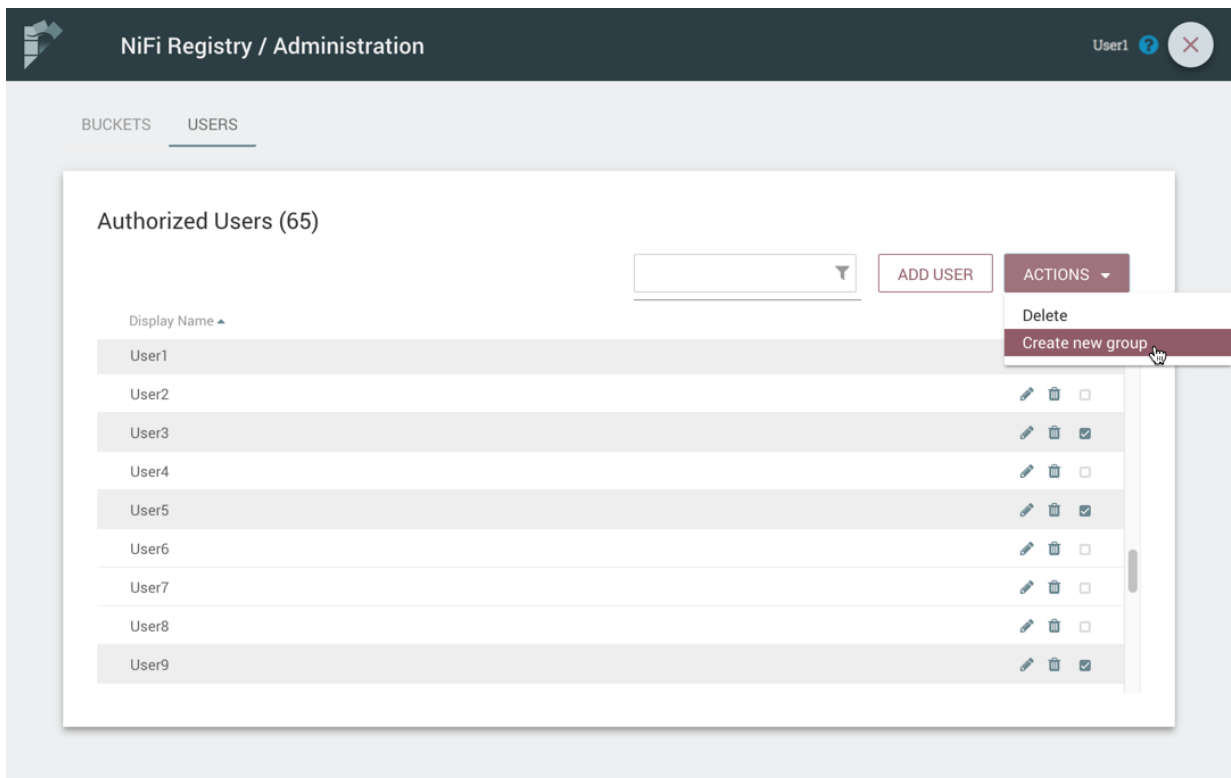 NiFi Registry / Administration
User1 ?
BUCKETS USERS
Authorized Users (65)
ADD USER ACTIONS
Delete
Create new group
Display Name
User1
User2
User3
User4
User5
User6
User7
User8
User9